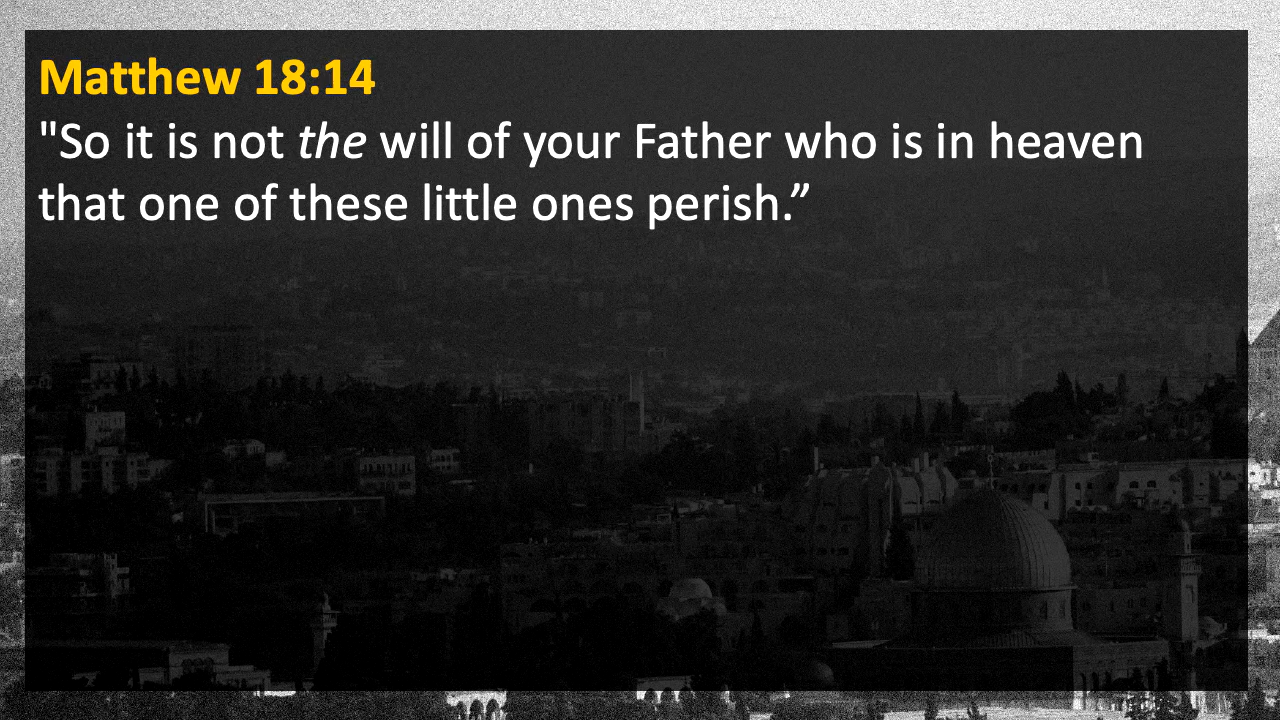 Matthew 18:14
"So it is not the will of your Father who is in heaven
that one of these little ones perish.”